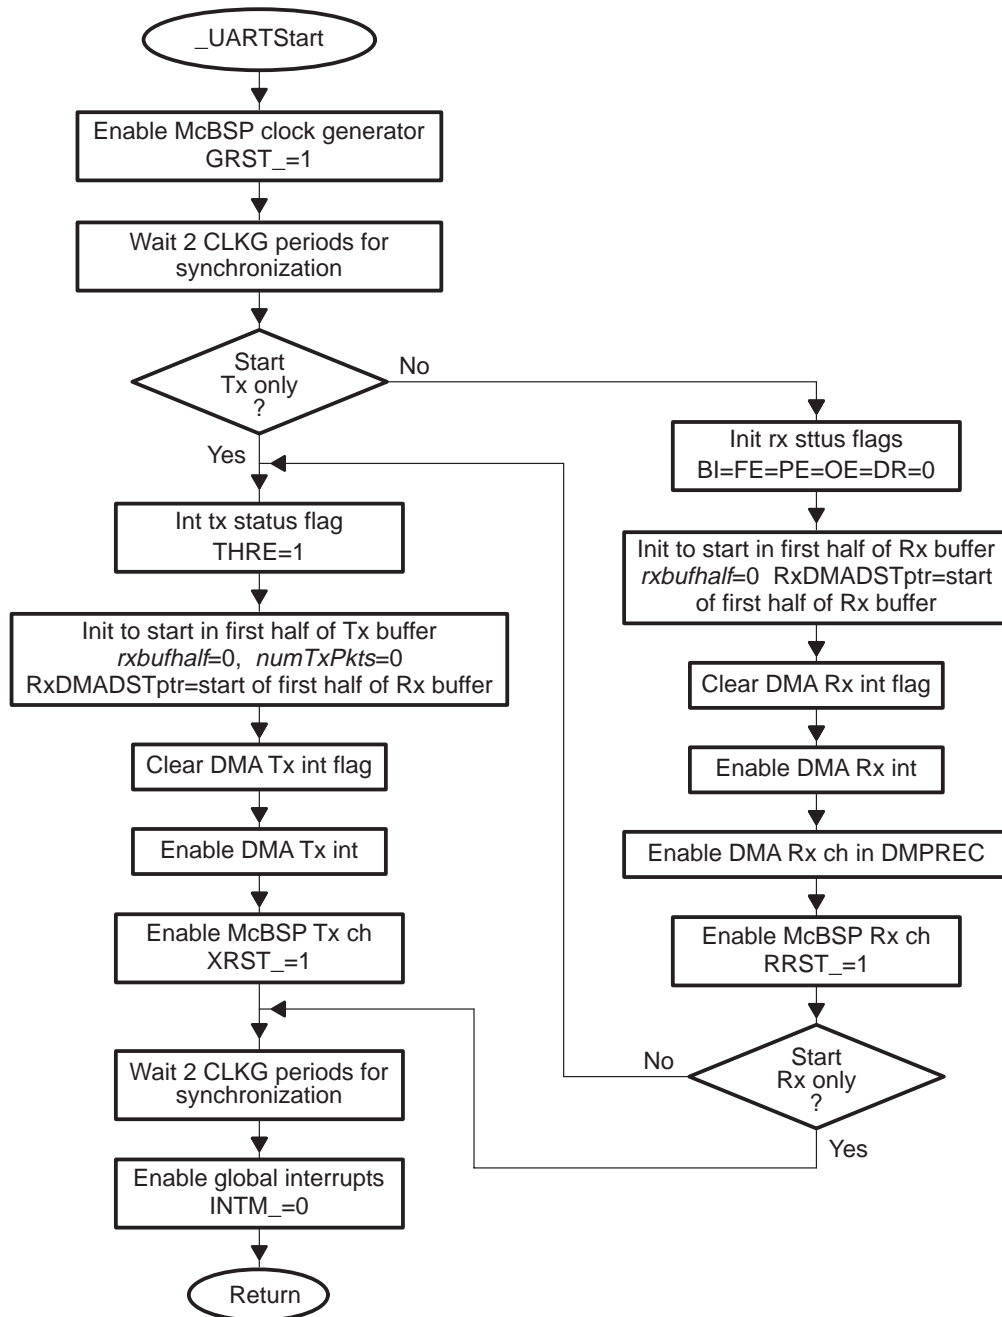 _UARTStart
Enable McBSP clock generator
GRST_=1
Wait 2 CLKG periods for
synchronization
Start
Tx only
?
No
Yes
Int tx status flag
THRE=1
Init to start in first half of Tx buffer
rxbufhalf=0, numTxPkts=0
RxDMADSTptr=start of first half of Rx buffer
Clear DMA Tx int flag
Enable DMA Tx int
Enable McBSP Tx ch
XRST_=1
Wait 2 CLKG periods for
synchronization
Enable global interrupts
INTM_=0
Return
Init rx sttus flags
BI=FE=PE=OE=DR=0
Init to start in first half of Rx buffer
rxbufhalf=0 RxDMADSTptr=start
of first half of Rx buffer
Clear DMA Rx int flag
Enable DMA Rx int
Enable DMA Rx ch in DMPREC
Enable McBSP Rx ch
RRST_=1
Start
Rx only
?
No
Yes